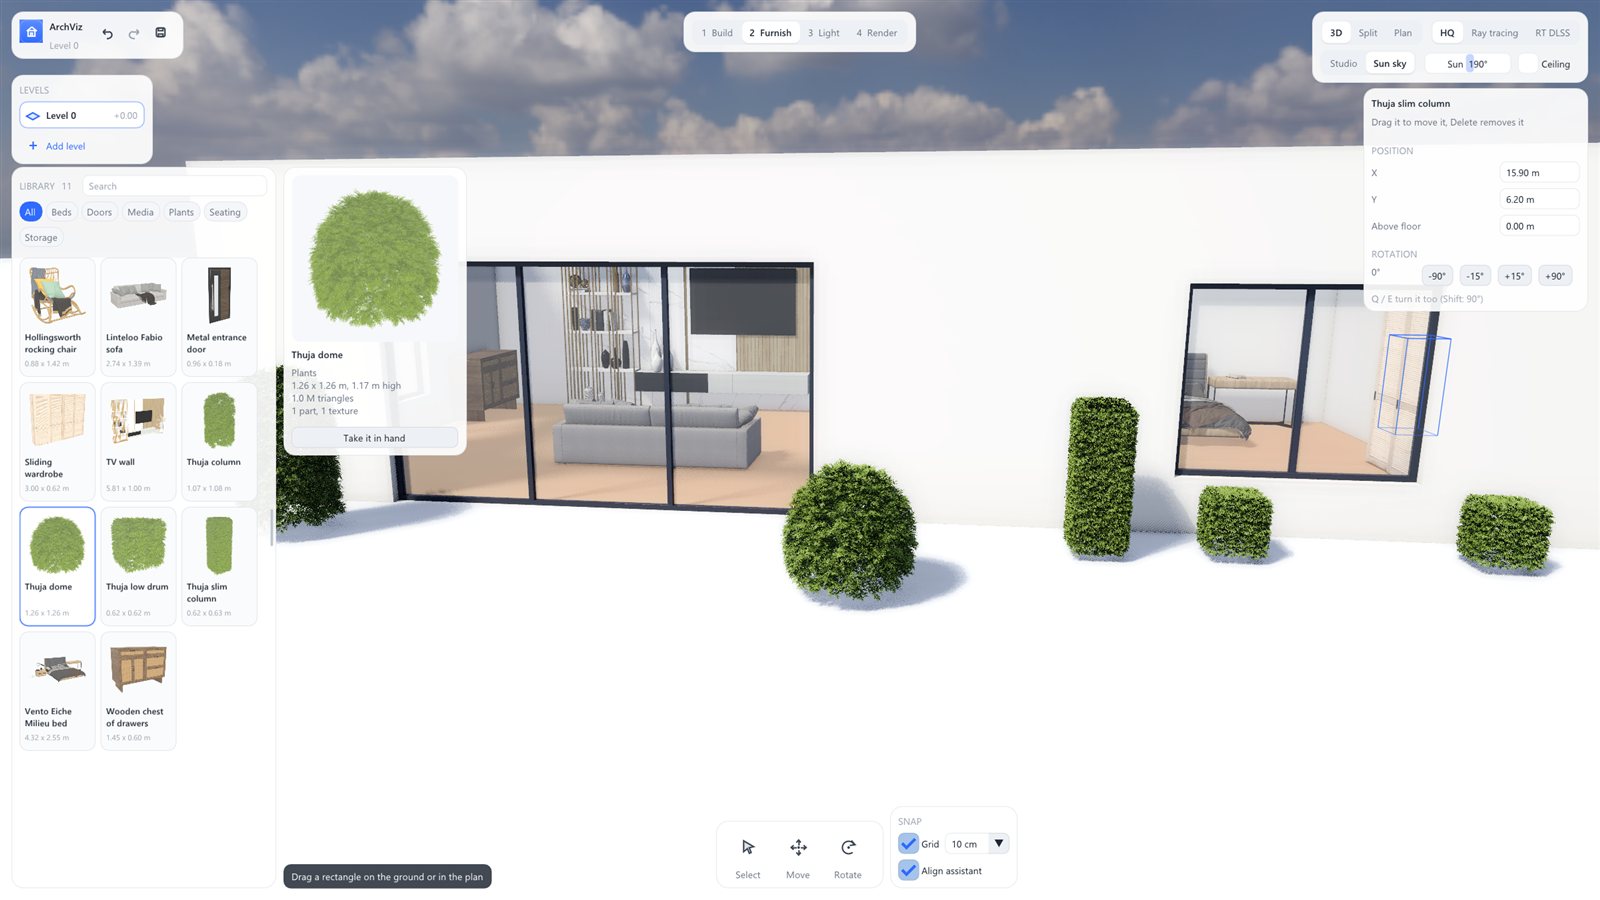 ArchViz
Level 0
1 Build 2 Furnish 3 Light 4 Render
3D Split Plan HQ Ray tracing RT DLSS
Studio Sun sky Sun 190° Ceiling
LEVELS
Level 0 +0.00
+ Add level
LIBRARY 11 Search
All Beds Doors Media Plants Seating
Storage
Hollingsworth rocking chair
0.88 x 1.42 m
Linteloo Fabio sofa
2.74 x 1.39 m
Metal entrance door
0.96 x 0.18 m
Sliding wardrobe
3.00 x 0.62 m
TV wall
5.81 x 1.00 m
Thuja column
1.07 x 1.08 m
Thuja dome
1.26 x 1.26 m
Thuja low drum
0.62 x 0.62 m
Thuja slim column
0.62 x 0.63 m
Vento Eiche Milieu bed
4.32 x 2.55 m
Wooden chest of drawers
1.45 x 0.60 m
Thuja dome
Plants
1.26 x 1.26 m, 1.17 m high
1.0 M triangles
1 part, 1 texture
Take it in hand
Thuja slim column
Drag it to move it, Delete removes it
POSITION
X 15.90 m
Y 6.20 m
Above floor 0.00 m
ROTATION
0° -90° -15° +15° +90°
Q / E turn it too (Shift: 90°)
Drag a rectangle on the ground or in the plan
Select Move Rotate
SNAP
Grid 10 cm
Align assistant